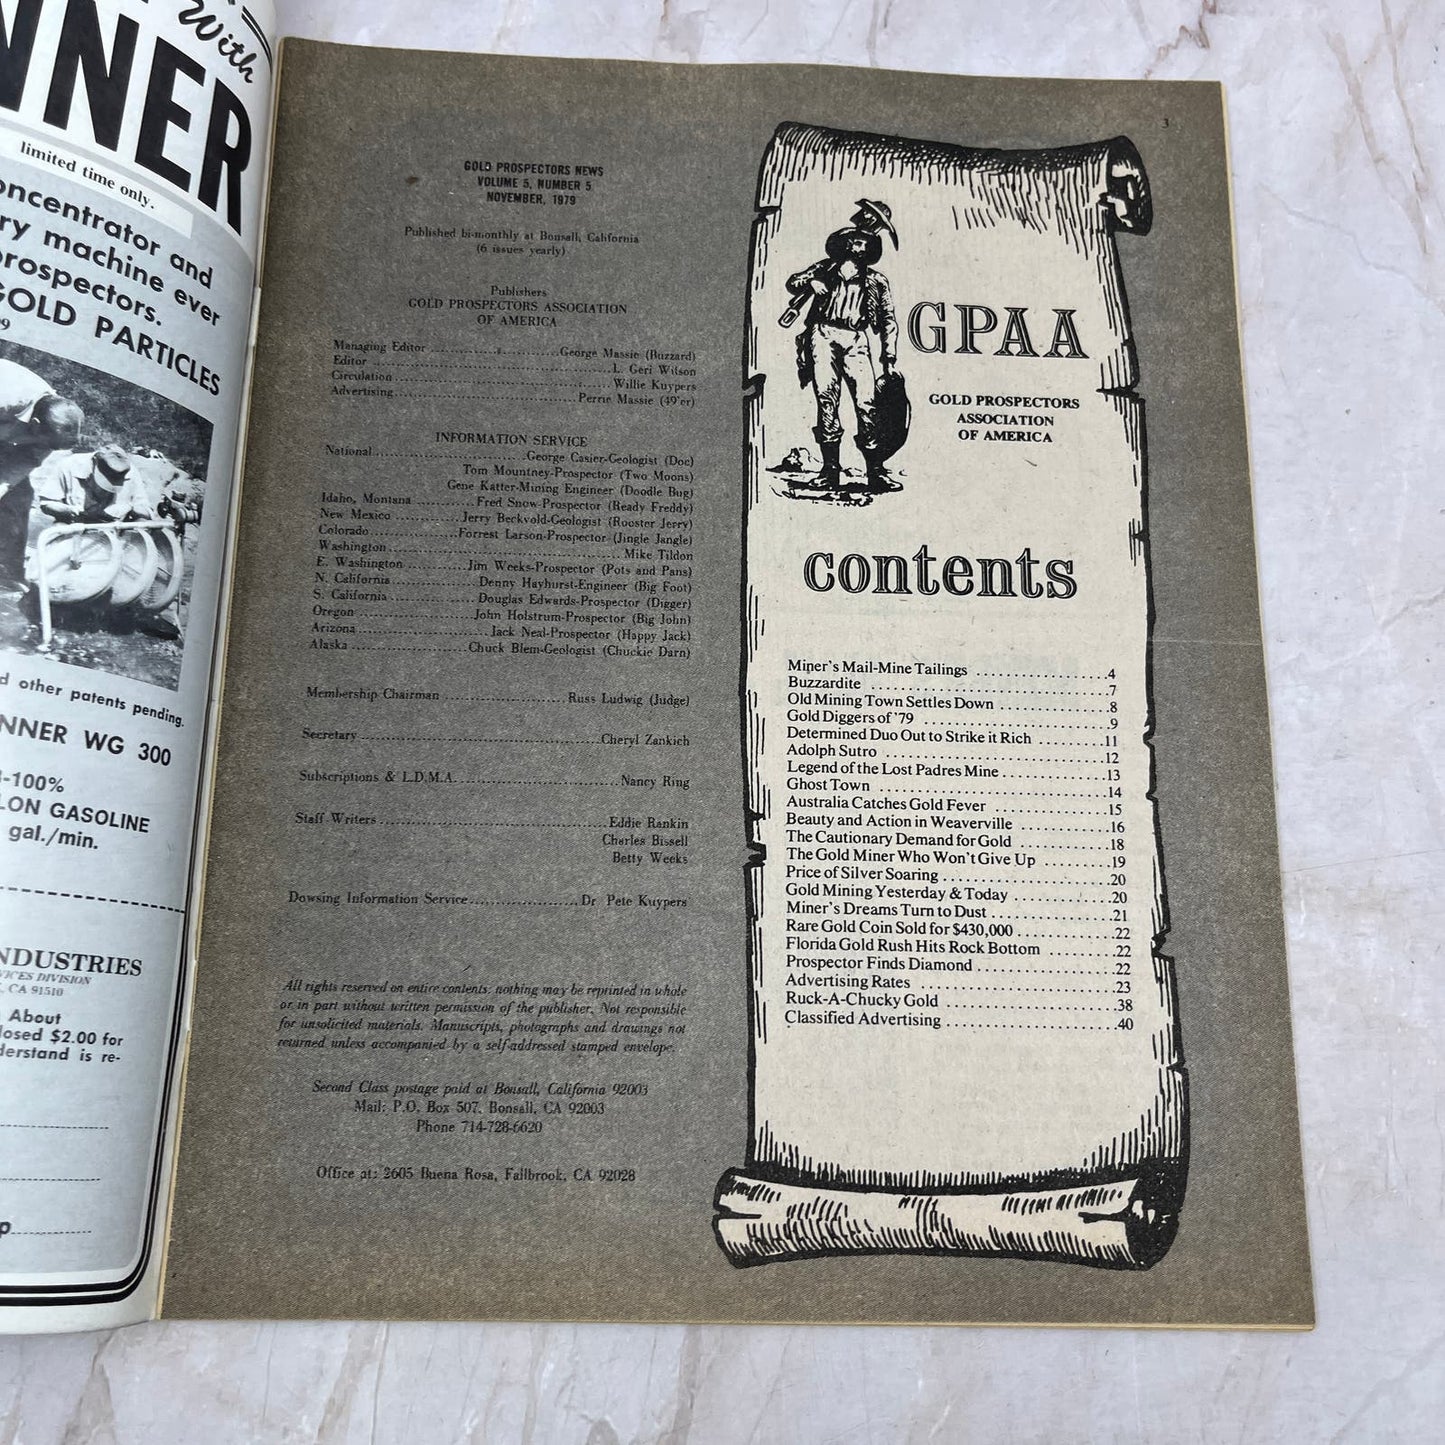 With
NNER
limited time only.
oncentrator and
ry machine ever
prospectors.
GOLD PARTICLES
d other patents pending.
NNER WG 300
-100%
LON GASOLINE
gal./min.
NDUSTRIES
VICES DIVISION
, CA 91510
About
losed $2.00 for
derstand is re-
p
3
GOLD PROSPECTORS NEWS
VOLUME 5, NUMBER 5
NOVEMBER, 1979
Published bi-monthly at Bonsall, California
(6 issues yearly)
Publishers
GOLD PROSPECTORS ASSOCIATION
OF AMERICA
Managing Editor ..................George Massie (Buzzard)
Editor ..................L. Geri Wilson
Circulation ..................Willie Kuypers
Advertising ..................Perrie Massie (49'er)
INFORMATION SERVICE
National ..................George Casier-Geologist (Doc)
Tom Mountney-Prospector (Two Moons)
Gene Katter-Mining Engineer (Doodle Bug)
Idaho, Montana ...........Fred Snow-Prospector (Ready Freddy)
New Mexico ............Jerry Beckvold-Geologist (Rooster Jerry)
Colorado ..................Forrest Larson-Prospector (Jingle Jangle)
Washington ..................Mike Tildon
E. Washington ...........Jim Weeks-Prospector (Pots and Pans)
N. California ...............Denny Hayhurst-Engineer (Big Foot)
S. California ...............Douglas Edwards-Prospector (Digger)
Oregon ..................John Holstrum-Prospector (Big John)
Arizona ..................Jack Neal-Prospector (Happy Jack)
Alaska ..................Chuck Blem-Geologist (Chuckie Darn)
Membership Chairman ..................Russ Ludwig (Judge)
Secretary ..................Cheryl Zankich
Subscriptions & L.D.M.A. ..................Nancy Ring
Staff Writers ..................Eddie Rankin
Charles Bissell
Betty Weeks
Dowsing Information Service ..................Dr Pete Kuypers
All rights reserved on entire contents: nothing may be reprinted in whole
or in part without written permission of the publisher. Not responsible
for unsolicited materials. Manuscripts, photographs and drawings not
returned unless accompanied by a self-addressed stamped envelope.
Second Class postage paid at Bonsall, California 92003
Mail: P.O. Box 507, Bonsall, CA 92003
Phone 714-728-6620
Office at: 2605 Buena Rosa, Fallbrook, CA 92028
GPAA
GOLD PROSPECTORS
ASSOCIATION
OF AMERICA
contents
Miner's Mail-Mine Tailings ..................4
Buzzardite ..................7
Old Mining Town Settles Down ..................8
Gold Diggers of '79 ..................9
Determined Duo Out to Strike it Rich ...........11
Adolph Sutro ..................12
Legend of the Lost Padres Mine ..................13
Ghost Town ..................14
Australia Catches Gold Fever ..................15
Beauty and Action in Weaverville .............16
The Cautionary Demand for Gold .............18
The Gold Miner Who Won't Give Up .........19
Price of Silver Soaring ..................20
Gold Mining Yesterday & Today ..............20
Miner's Dreams Turn to Dust ..................21
Rare Gold Coin Sold for $430,000 .............22
Florida Gold Rush Hits Rock Bottom .........22
Prospector Finds Diamond ..................22
Advertising Rates ..................23
Ruck-A-Chucky Gold ..................38
Classified Advertising ..................40